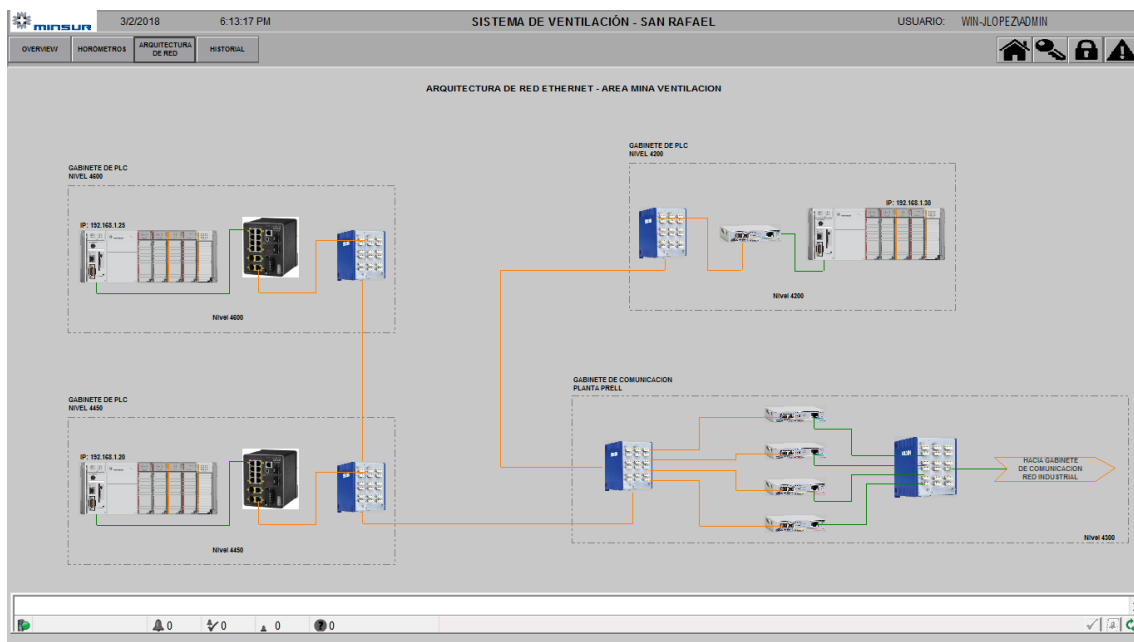 MINSUR
3/2/2018
6:13:17 PM
SISTEMA DE VENTILACIÓN - SAN RAFAEL
USUARIO: WIN-JLOPEZ\ADMIN
OVERVIEW
HORÓMETROS
ARQUITECTURA
DE RED
HISTORIAL
ARQUITECTURA DE RED ETHERNET - AREA MINA VENTILACION
GABINETE DE PLC
NIVEL 4600
IP: 192.168.1.25
Nivel 4600
GABINETE DE PLC
NIVEL 4200
IP: 192.168.1.30
Nivel 4200
GABINETE DE PLC
NIVEL 4450
IP: 192.168.1.20
Nivel 4450
GABINETE DE COMUNICACION
PLANTA PRELL
HACIA GABINETE
DE COMUNICACION
RED INDUSTRIAL
Nivel 4300
0
0
0
0